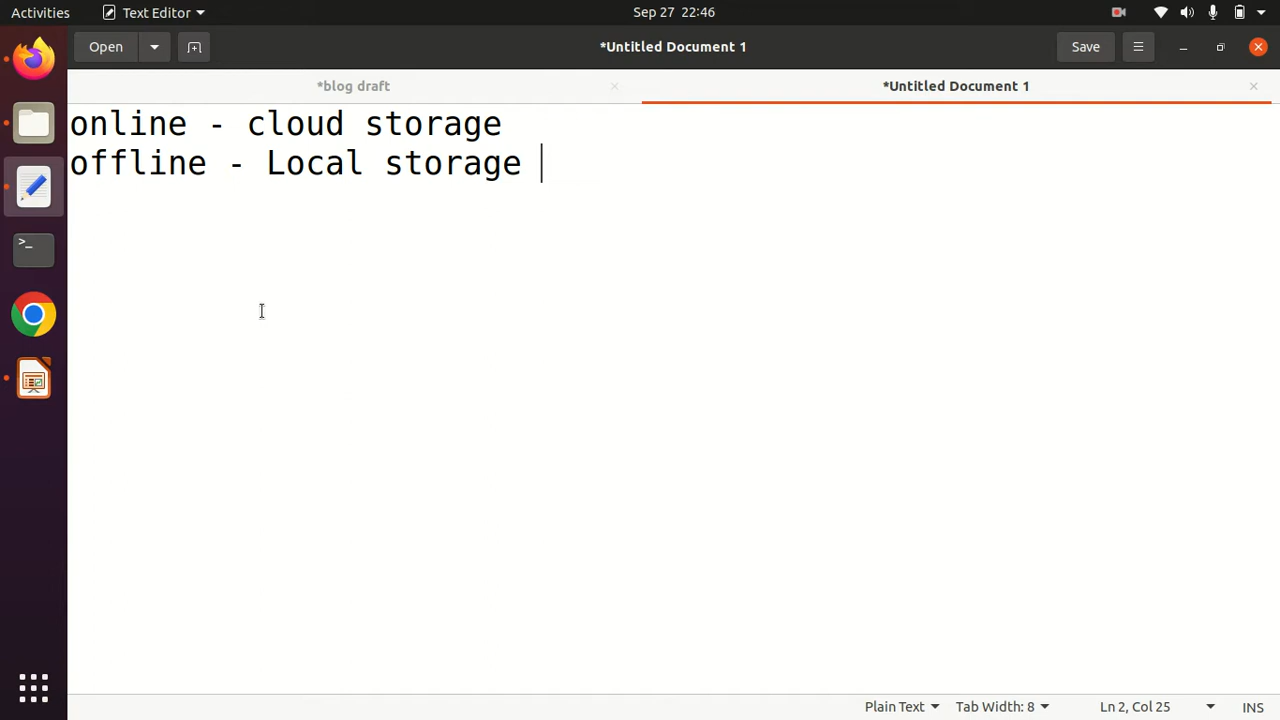 Activities
Text Editor
Sep 27 22:46
Open
*Untitled Document 1
Save
*blog draft
*Untitled Document 1
online - cloud storage
offline - Local storage
>_
Plain Text
Tab Width: 8
Ln 2, Col 25
INS